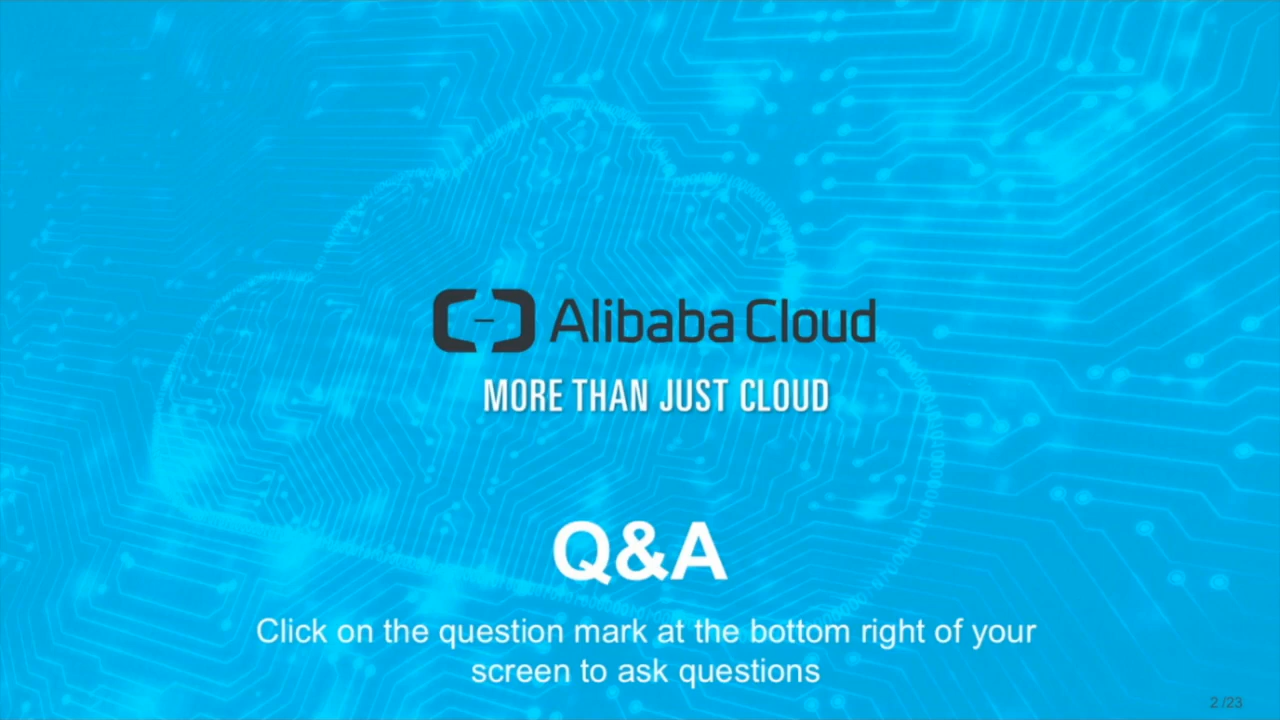 Alibaba Cloud
MORE THAN JUST CLOUD
Q&A
Click on the question mark at the bottom right of your
screen to ask questions
2 /23